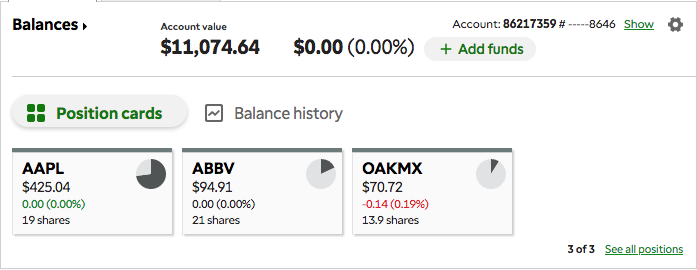 Balances
Account: 86217359 # -----8646 Show
Account value
$11,074.64 $0.00 (0.00%) + Add funds
Position cards Balance history
AAPL ABBV OAKMX
$425.04 $94.91 $70.72
0.00 (0.00%) 0.00 (0.00%) -0.14 (0.19%)
19 shares 21 shares 13.9 shares
3 of 3 See all positions